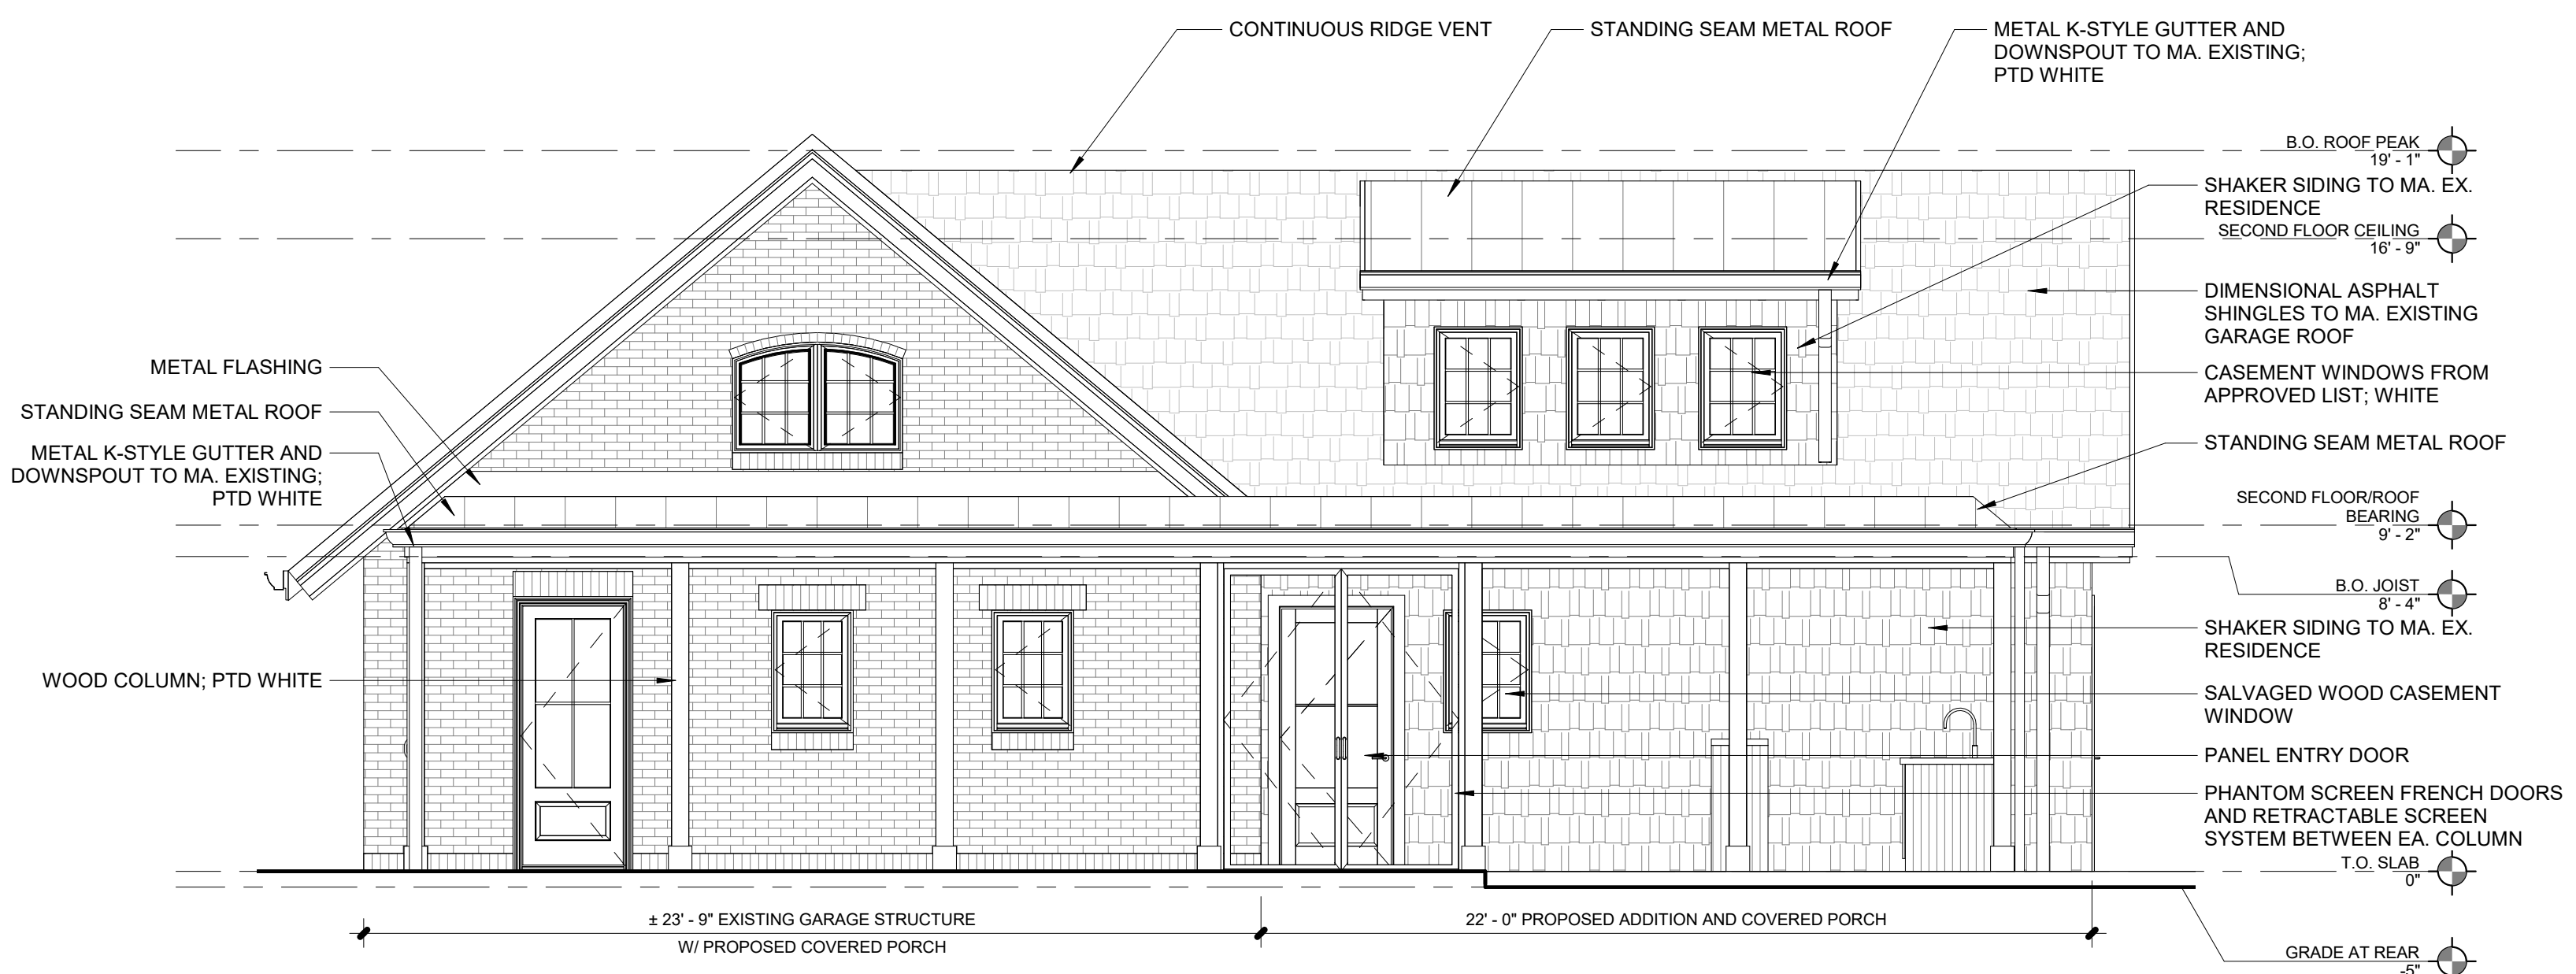 CONTINUOUS RIDGE VENT
STANDING SEAM METAL ROOF
METAL K-STYLE GUTTER AND
DOWNSPOUT TO MA. EXISTING;
PTD WHITE
B.O. ROOF PEAK
19' - 1"
SHAKER SIDING TO MA. EX.
RESIDENCE
SECOND FLOOR CEILING
16' - 9"
DIMENSIONAL ASPHALT
SHINGLES TO MA. EXISTING
GARAGE ROOF
METAL FLASHING
CASEMENT WINDOWS FROM
APPROVED LIST; WHITE
STANDING SEAM METAL ROOF
STANDING SEAM METAL ROOF
METAL K-STYLE GUTTER AND
DOWNSPOUT TO MA. EXISTING;
PTD WHITE
SECOND FLOOR/ROOF
BEARING
9' - 2"
B.O. JOIST
8' - 4"
SHAKER SIDING TO MA. EX.
RESIDENCE
WOOD COLUMN; PTD WHITE
SALVAGED WOOD CASEMENT
WINDOW
PANEL ENTRY DOOR
PHANTOM SCREEN FRENCH DOORS
AND RETRACTABLE SCREEN
SYSTEM BETWEEN EA. COLUMN
T.O. SLAB
0"
± 23' - 9" EXISTING GARAGE STRUCTURE
W/ PROPOSED COVERED PORCH
22' - 0" PROPOSED ADDITION AND COVERED PORCH
GRADE AT REAR
-5"